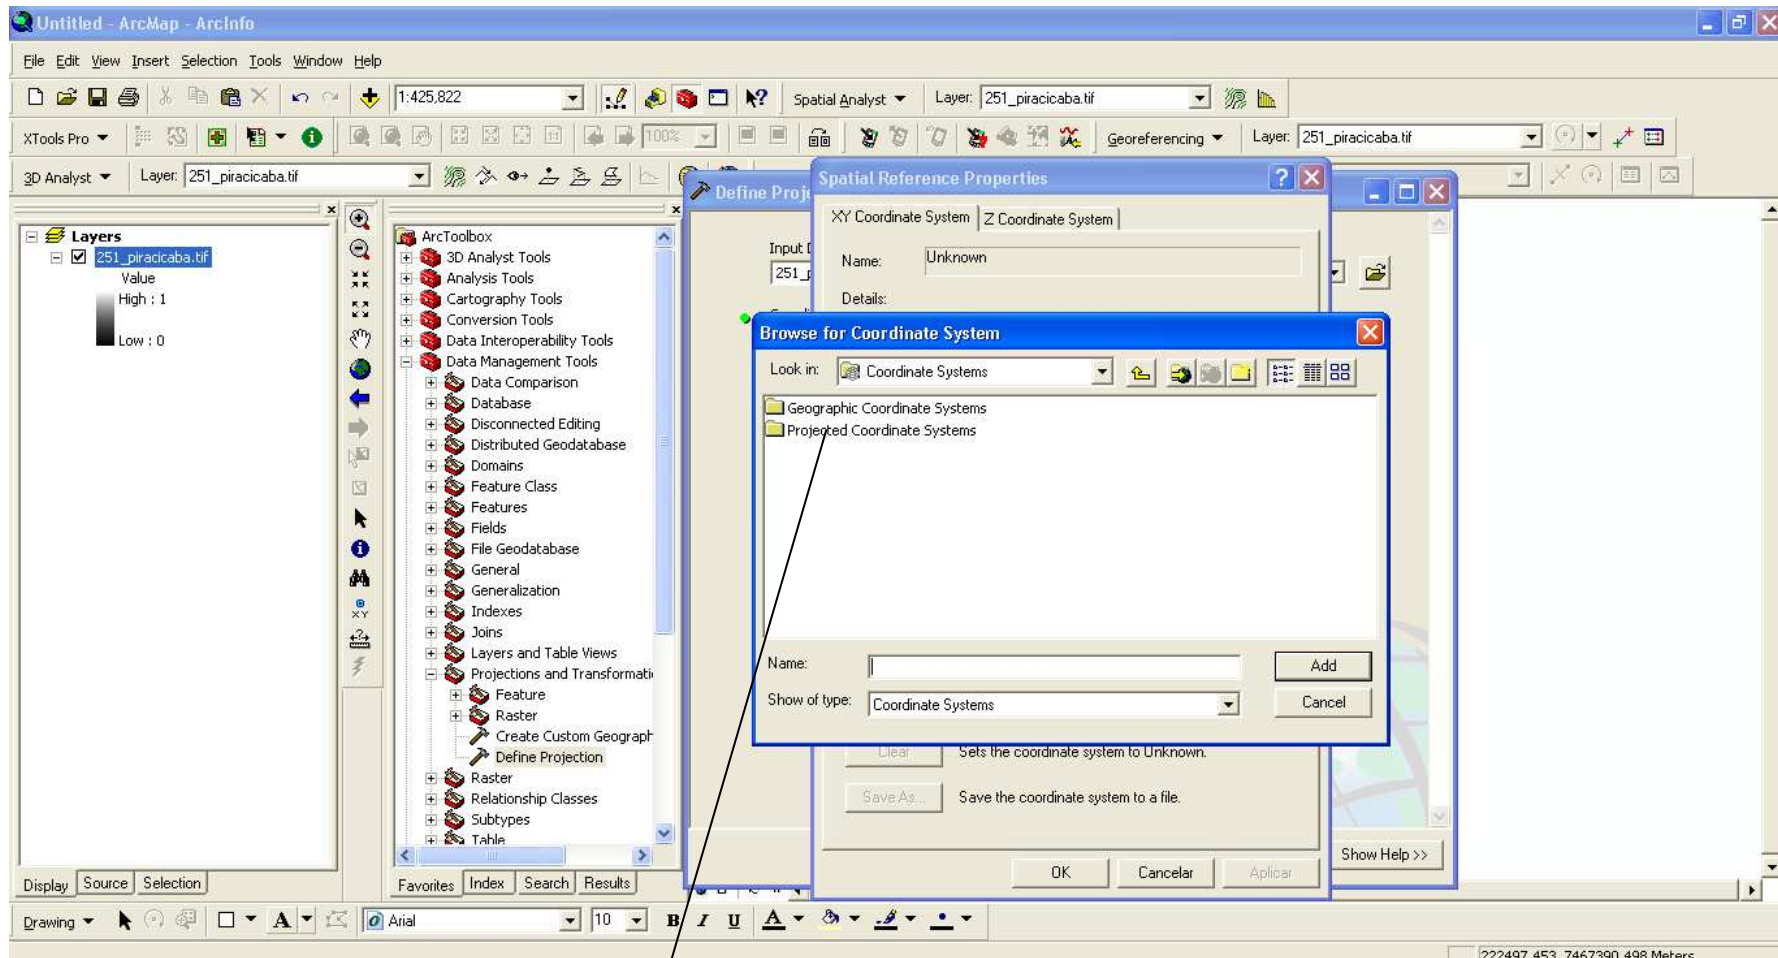 Untitled - ArcMap - ArcInfo
File Edit View Insert Selection Tools Window Help
1:425,822
Spatial Analyst
Layer: 251_piracicaba.tif
XTools Pro
100%
Georeferencing
Layer: 251_piracicaba.tif
3D Analyst
Layer: 251_piracicaba.tif
Layers
251_piracicaba.tif
Value
High : 1
Low : 0
Display Source Selection
ArcToolbox
3D Analyst Tools
Analysis Tools
Cartography Tools
Conversion Tools
Data Interoperability Tools
Data Management Tools
Data Comparison
Database
Disconnected Editing
Distributed Geodatabase
Domains
Feature Class
Features
Fields
File Geodatabase
General
Generalization
Indexes
Joins
Layers and Table Views
Projections and Transformati
Feature
Raster
Create Custom Geograph
Define Projection
Raster
Relationship Classes
Subtypes
Table
Favorites Index Search Results
Define Proje
Input D
251_p
Show Help >>
Spatial Reference Properties
XY Coordinate System Z Coordinate System
Name: Unknown
Details:
Browse for Coordinate System
Look in: Coordinate Systems
Geographic Coordinate Systems
Projected Coordinate Systems
Name:
Add
Show of type: Coordinate Systems
Cancel
Clear Sets the coordinate system to Unknown.
Save As... Save the coordinate system to a file.
OK Cancelar Aplicar
Drawing
A
Arial
10
B I U A
222497,453 7467390,498 Meters